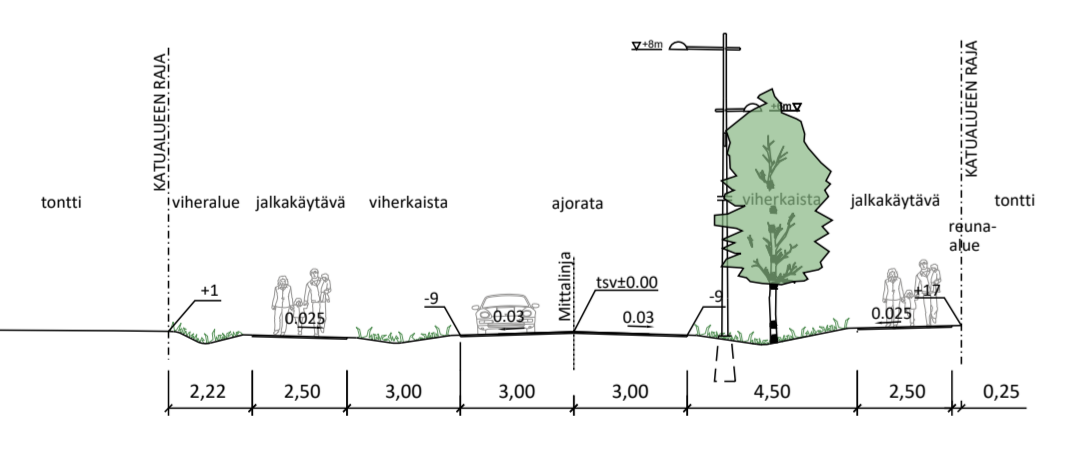 +8m
KATUALUEEN RAJA
KATUALUEEN RAJA
tontti
viheralue
jalkakäytävä
viherkaista
ajorata
viherkaista
jalkakäytävä
tontti
reuna-
alue
Mittalinja
+1
-9
tsv±0.00
-9
+17
0.025
0.03
0.03
0.025
2,22
2,50
3,00
3,00
3,00
4,50
2,50
0,25